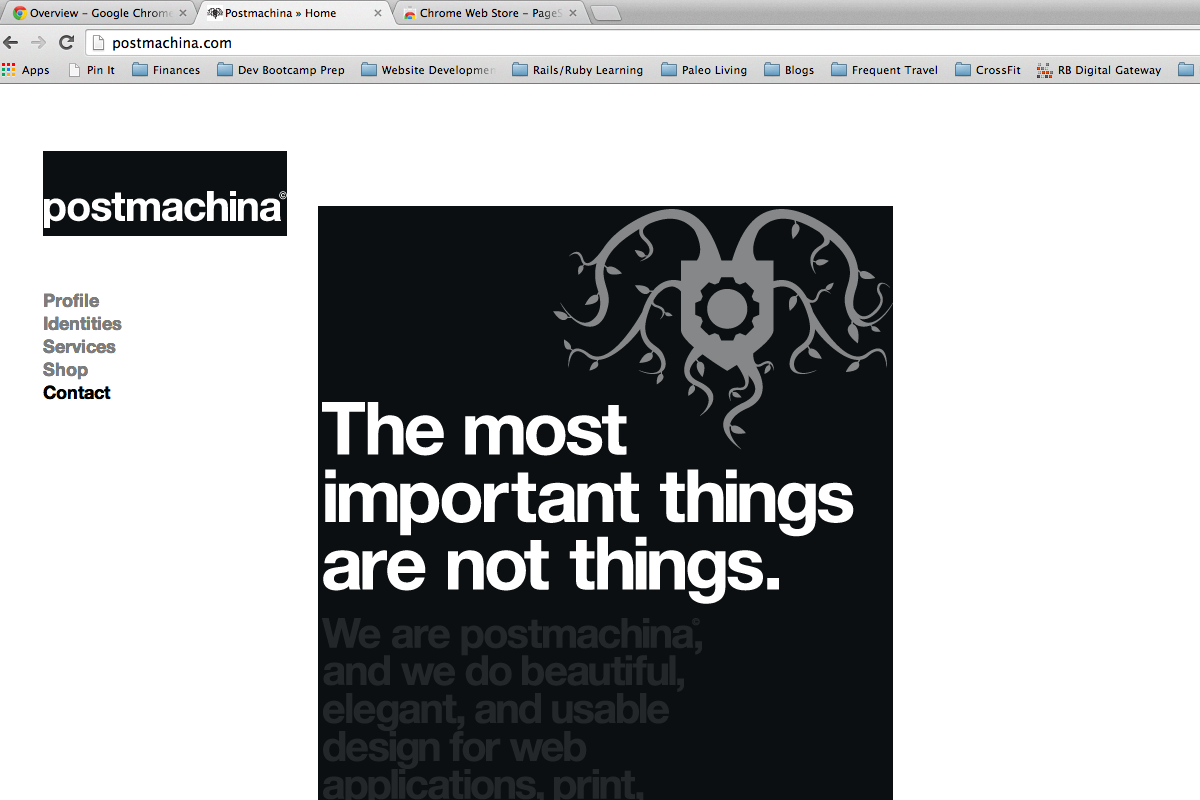 Overview – Google Chrome
Postmachina » Home
Chrome Web Store – PageS
postmachina.com
Apps
Pin It
Finances
Dev Bootcamp Prep
Website Developmen
Rails/Ruby Learning
Paleo Living
Blogs
Frequent Travel
CrossFit
RB Digital Gateway
postmachina©
Profile
Identities
Services
Shop
Contact
The most
important things
are not things.
We are postmachina©,
and we do beautiful,
elegant, and usable
design for web
applications, print,